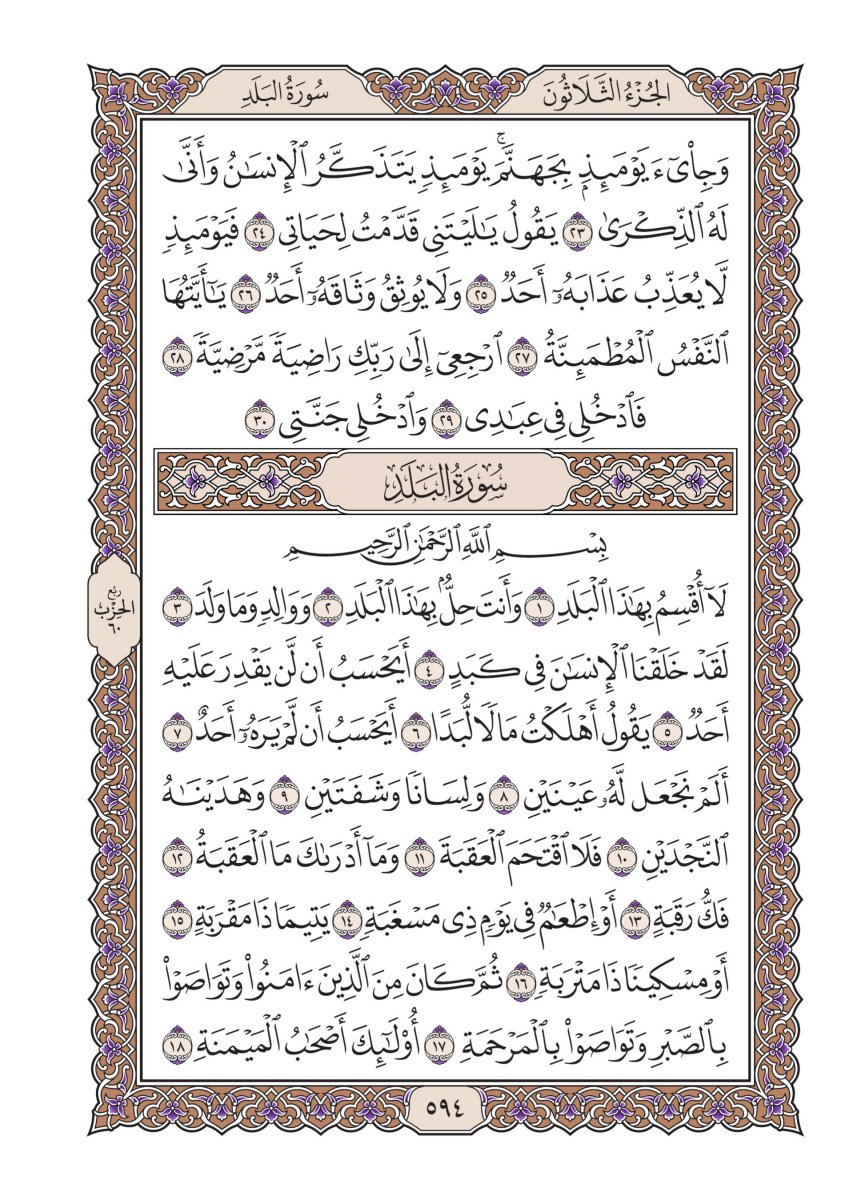 الجُزْءُ الثَّلَاثُونَ
سُورَةُ البَلَدِ
وَجِاْيٓءَ يَوْمَئِذِۭ بِجَهَنَّمَۚ يَوْمَئِذٖ يَتَذَكَّرُ ٱلۡإِنسَٰنُ وَأَنَّىٰ
لَهُ ٱلذِّكۡرَىٰ ٢٣ يَقُولُ يَٰلَيۡتَنِي قَدَّمۡتُ لِحَيَاتِي ٢٤ فَيَوۡمَئِذٖ
لَّا يُعَذِّبُ عَذَابَهُۥٓ أَحَدٞ ٢٥ وَلَا يُوثِقُ وَثَاقَهُۥٓ أَحَدٞ ٢٦ يَٰٓأَيَّتُهَا
ٱلنَّفۡسُ ٱلۡمُطۡمَئِنَّةُ ٢٧ ٱرۡجِعِيٓ إِلَىٰ رَبِّكِ رَاضِيَةٗ مَّرۡضِيَّةٗ ٢٨
فَٱدۡخُلِي فِي عِبَٰدِي ٢٩ وَٱدۡخُلِي جَنَّتِي ٣٠
سُورَةُ البَلَدِ
بِسۡمِ ٱللَّهِ ٱلرَّحۡمَٰنِ ٱلرَّحِيمِ
لَآ أُقۡسِمُ بِهَٰذَا ٱلۡبَلَدِ ١ وَأَنتَ حِلُّۢ بِهَٰذَا ٱلۡبَلَدِ ٢ وَوَالِدٖ وَمَا وَلَدَ ٣
لَقَدۡ خَلَقۡنَا ٱلۡإِنسَٰنَ فِي كَبَدٍ ٤ أَيَحۡسَبُ أَن لَّن يَقۡدِرَ عَلَيۡهِ
أَحَدٞ ٥ يَقُولُ أَهۡلَكۡتُ مَالٗا لُّبَدًا ٦ أَيَحۡسَبُ أَن لَّمۡ يَرَهُۥٓ أَحَدٌ ٧
أَلَمۡ نَجۡعَل لَّهُۥ عَيۡنَيۡنِ ٨ وَلِسَانٗا وَشَفَتَيۡنِ ٩ وَهَدَيۡنَٰهُ
ٱلنَّجۡدَيۡنِ ١٠ فَلَا ٱقۡتَحَمَ ٱلۡعَقَبَةَ ١١ وَمَآ أَدۡرَىٰكَ مَا ٱلۡعَقَبَةُ ١٢
فَكُّ رَقَبَةٍ ١٣ أَوۡ إِطۡعَٰمٞ فِي يَوۡمٖ ذِي مَسۡغَبَةٖ ١٤ يَتِيمٗا ذَا مَقۡرَبَةٍ ١٥
أَوۡ مِسۡكِينٗا ذَا مَتۡرَبَةٖ ١٦ ثُمَّ كَانَ مِنَ ٱلَّذِينَ ءَامَنُواْ وَتَوَاصَوۡاْ
بِٱلصَّبۡرِ وَتَوَاصَوۡاْ بِٱلۡمَرۡحَمَةِ ١٧ أُوْلَٰٓئِكَ أَصۡحَٰبُ ٱلۡمَيۡمَنَةِ ١٨
ربع
الحزب
٦٠
٥٩٤